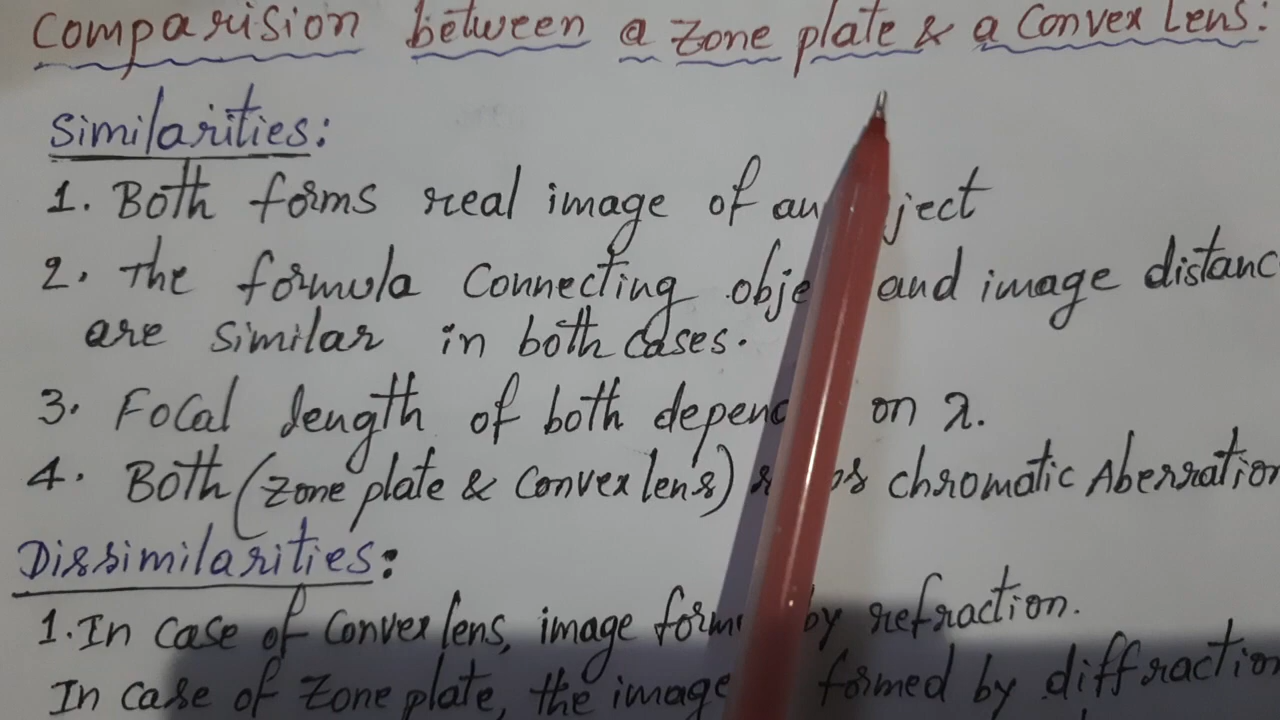 Comparision between a Zone plate & a Convex Lens:
Similarities:
1. Both forms real image of an ject
2. The formula Connecting obje and image distanc
are Similar in both Cases.
3. Focal length of both depend on λ.
4. Both (Zone plate & Convex len's) chromatic Aberration
Dissimilarities:
1. In Case of Convex lens, image form by refraction.
In case of Zone plate, the image formed by diffraction